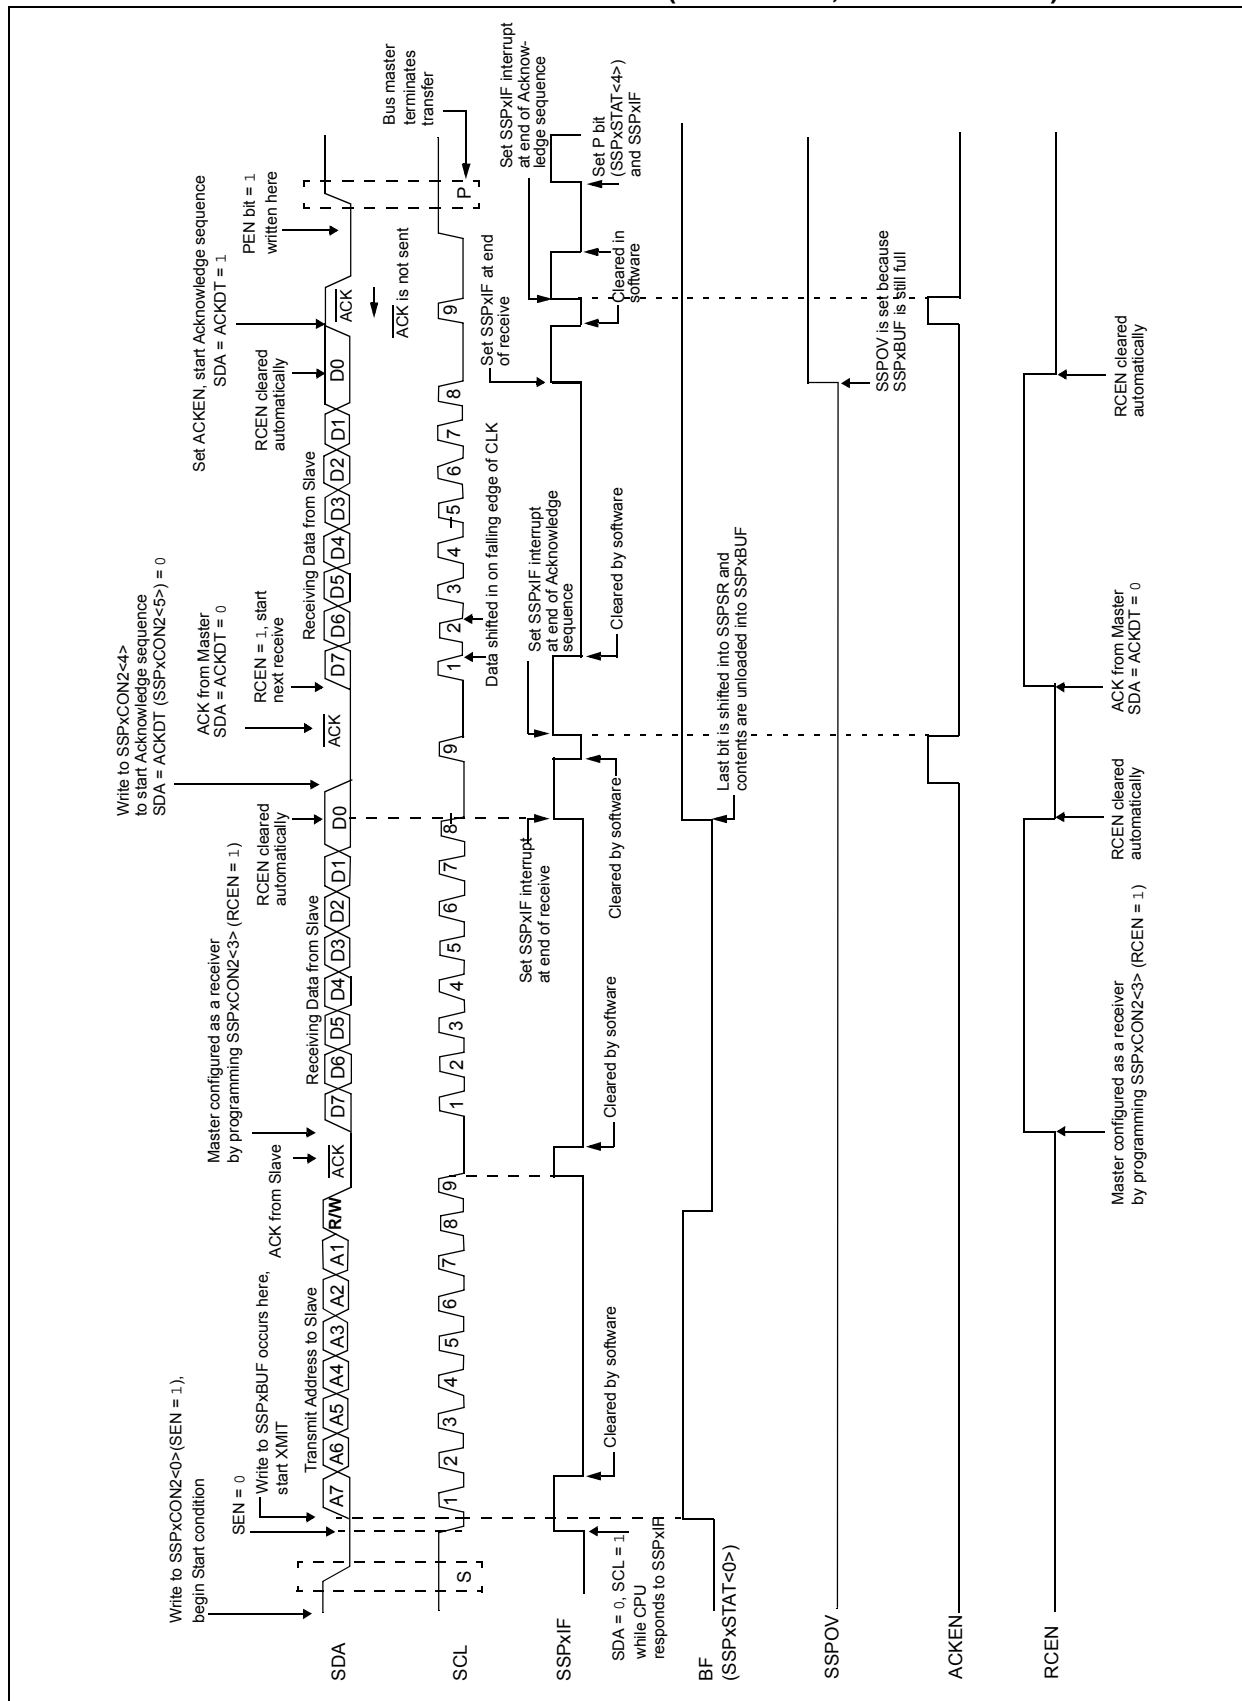 Write to SSPxCON2<0>(SEN = 1),
begin Start condition
SEN = 0
Write to SSPxBUF occurs here,
start XMIT
ACK from Slave
Master configured as a receiver
by programming SSPxCON2<3> (RCEN = 1)
RCEN cleared
automatically
Write to SSPxCON2<4>
to start Acknowledge sequence
SDA = ACKDT (SSPxCON2<5>) = 0
ACK from Master
SDA = ACKDT = 0
RCEN = 1, start
next receive
RCEN cleared
automatically
Set ACKEN, start Acknowledge sequence
SDA = ACKDT = 1
PEN bit = 1
written here
Transmit Address to Slave
Receiving Data from Slave
Receiving Data from Slave
SDA
A7 A6 A5 A4 A3 A2 A1 R/W ACK D7 D6 D5 D4 D3 D2 D1 D0 ACK D7 D6 D5 D4 D3 D2 D1 D0 ACK
ACK is not sent
Bus master
terminates
transfer
SCL
S 1 2 3 4 5 6 7 8 9 1 2 3 4 5 6 7 8 9 1 2 3 4 5 6 7 8 9 P
Data shifted in on falling edge of CLK
Set SSPxIF interrupt
at end of receive
Set SSPxIF interrupt
at end of Acknowledge
sequence
Set SSPxIF at end
of receive
Set SSPxIF interrupt
at end of Acknow-
ledge sequence
SSPxIF
SDA = 0, SCL = 1
while CPU
responds to SSPxIF
Cleared by software
Cleared by software
Cleared by software
Cleared by software
Cleared in
software
Set P bit
(SSPxSTAT<4>)
and SSPxIF
BF
(SSPxSTAT<0>)
Last bit is shifted into SSPSR and
contents are unloaded into SSPxBUF
SSPOV
SSPOV is set because
SSPxBUF is still full
ACKEN
RCEN
Master configured as a receiver
by programming SSPxCON2<3> (RCEN = 1)
RCEN cleared
automatically
ACK from Master
SDA = ACKDT = 0
RCEN cleared
automatically